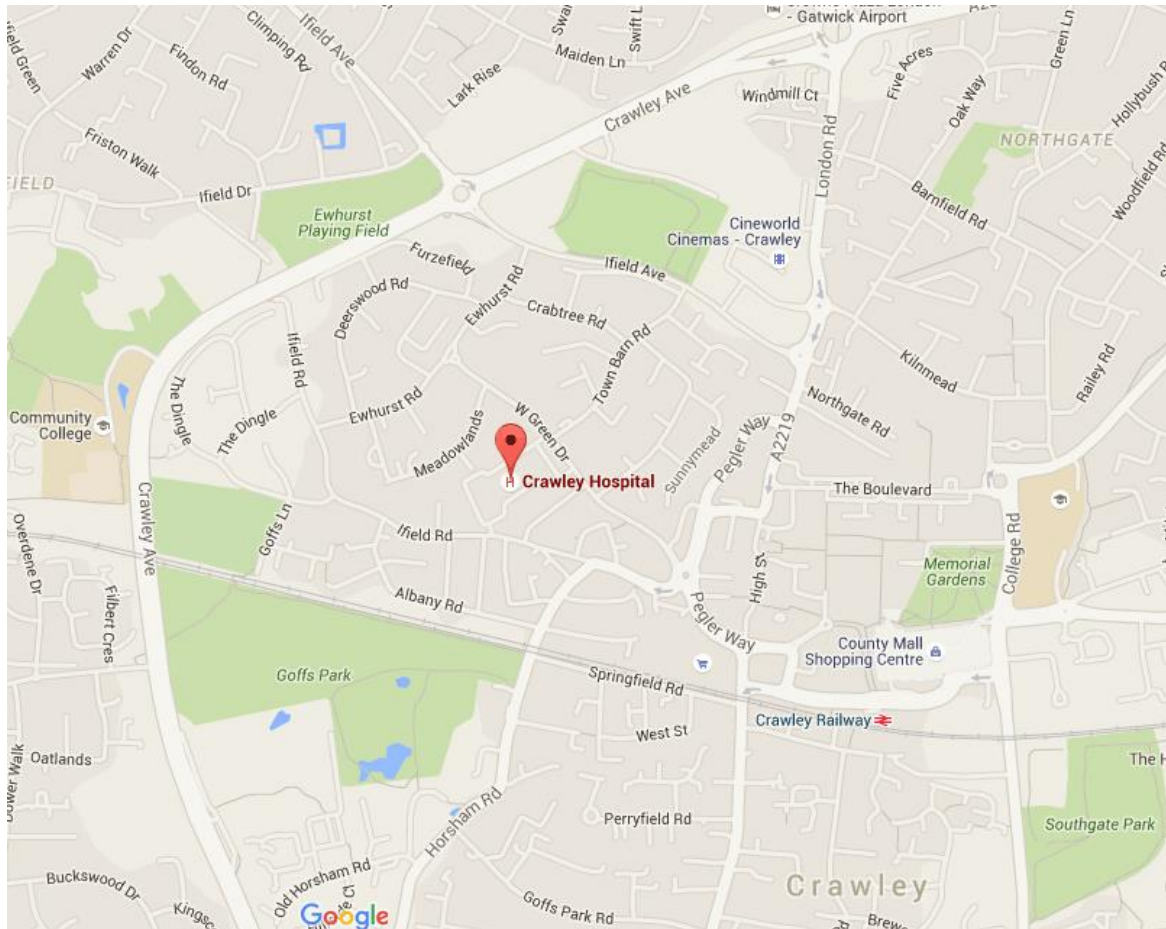 - Gatwick Airport
Swift Ln
Maiden Ln
Green Ln
Ifield Ave
Climping Rd
Warren Dr
Findon Rd
Lark Rise
Five Acres
Oak Way
Hollybush
Crawley Ave
Windmill Ct
London Rd
NORTHGATE
Friston Walk
Ifield Dr
Barnfield Rd
Woodfield Rd
Ewhurst
Playing Field
Cineworld
Cinemas - Crawley
Furzefield
Ifield Ave
Deerswood Rd
Ewhurst Rd
Crabtree Rd
Ifield Rd
Town Barn Rd
Kilnmead
Railey Rd
The Dingle
The Dingle
Ewhurst Rd
W Green Dr
Northgate Rd
Community
College
Meadowlands
Sunnymead
Pegler Way
A2219
H
Crawley Hospital
The Boulevard
Crawley Ave
Goffs Ln
Ifield Rd
College Rd
Overdene Dr
Filbert Cres
Albany Rd
High St
Memorial
Gardens
Pegler Way
County Mall
Shopping Centre
Goffs Park
Springfield Rd
Crawley Railway
West St
Oatlands
The H
Horsham Rd
Perryfield Rd
Southgate Park
Buckswood Dr
Old Horsham Rd
Crawley
Goffs Park Rd
Google